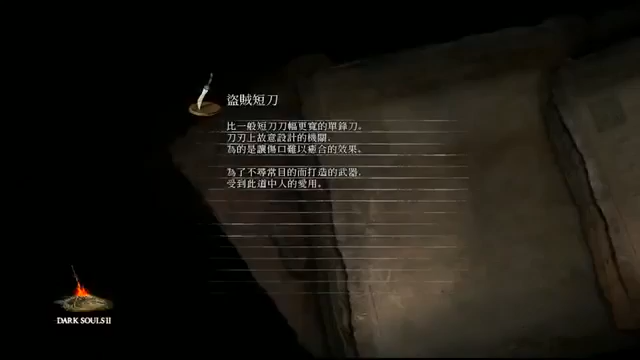 盜賊短刀
比一般短刀刀幅更寬的單鋒刀。
刀刃上故意設計的機關,
為的是讓傷口難以癒合的效果。
為了不尋常目的而打造的武器,
受到此道中人的愛用。
DARK SOULS II